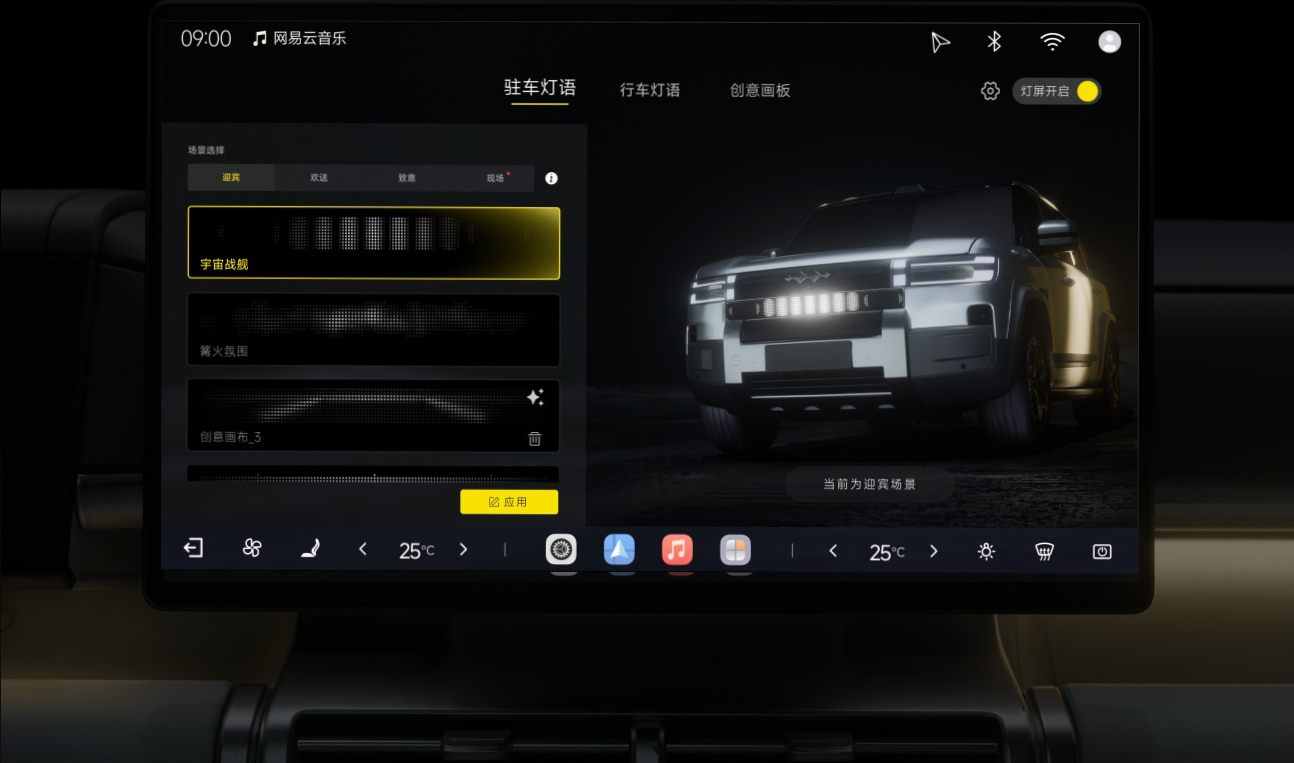 09:00 网易云音乐
驻车灯语 行车灯语 创意画板 灯屏开启
场景选择
迎宾 欢送 致意 现场
宇宙战舰
篝火氛围
创意画布_3
应用
当前为迎宾场景
25°C 25°C